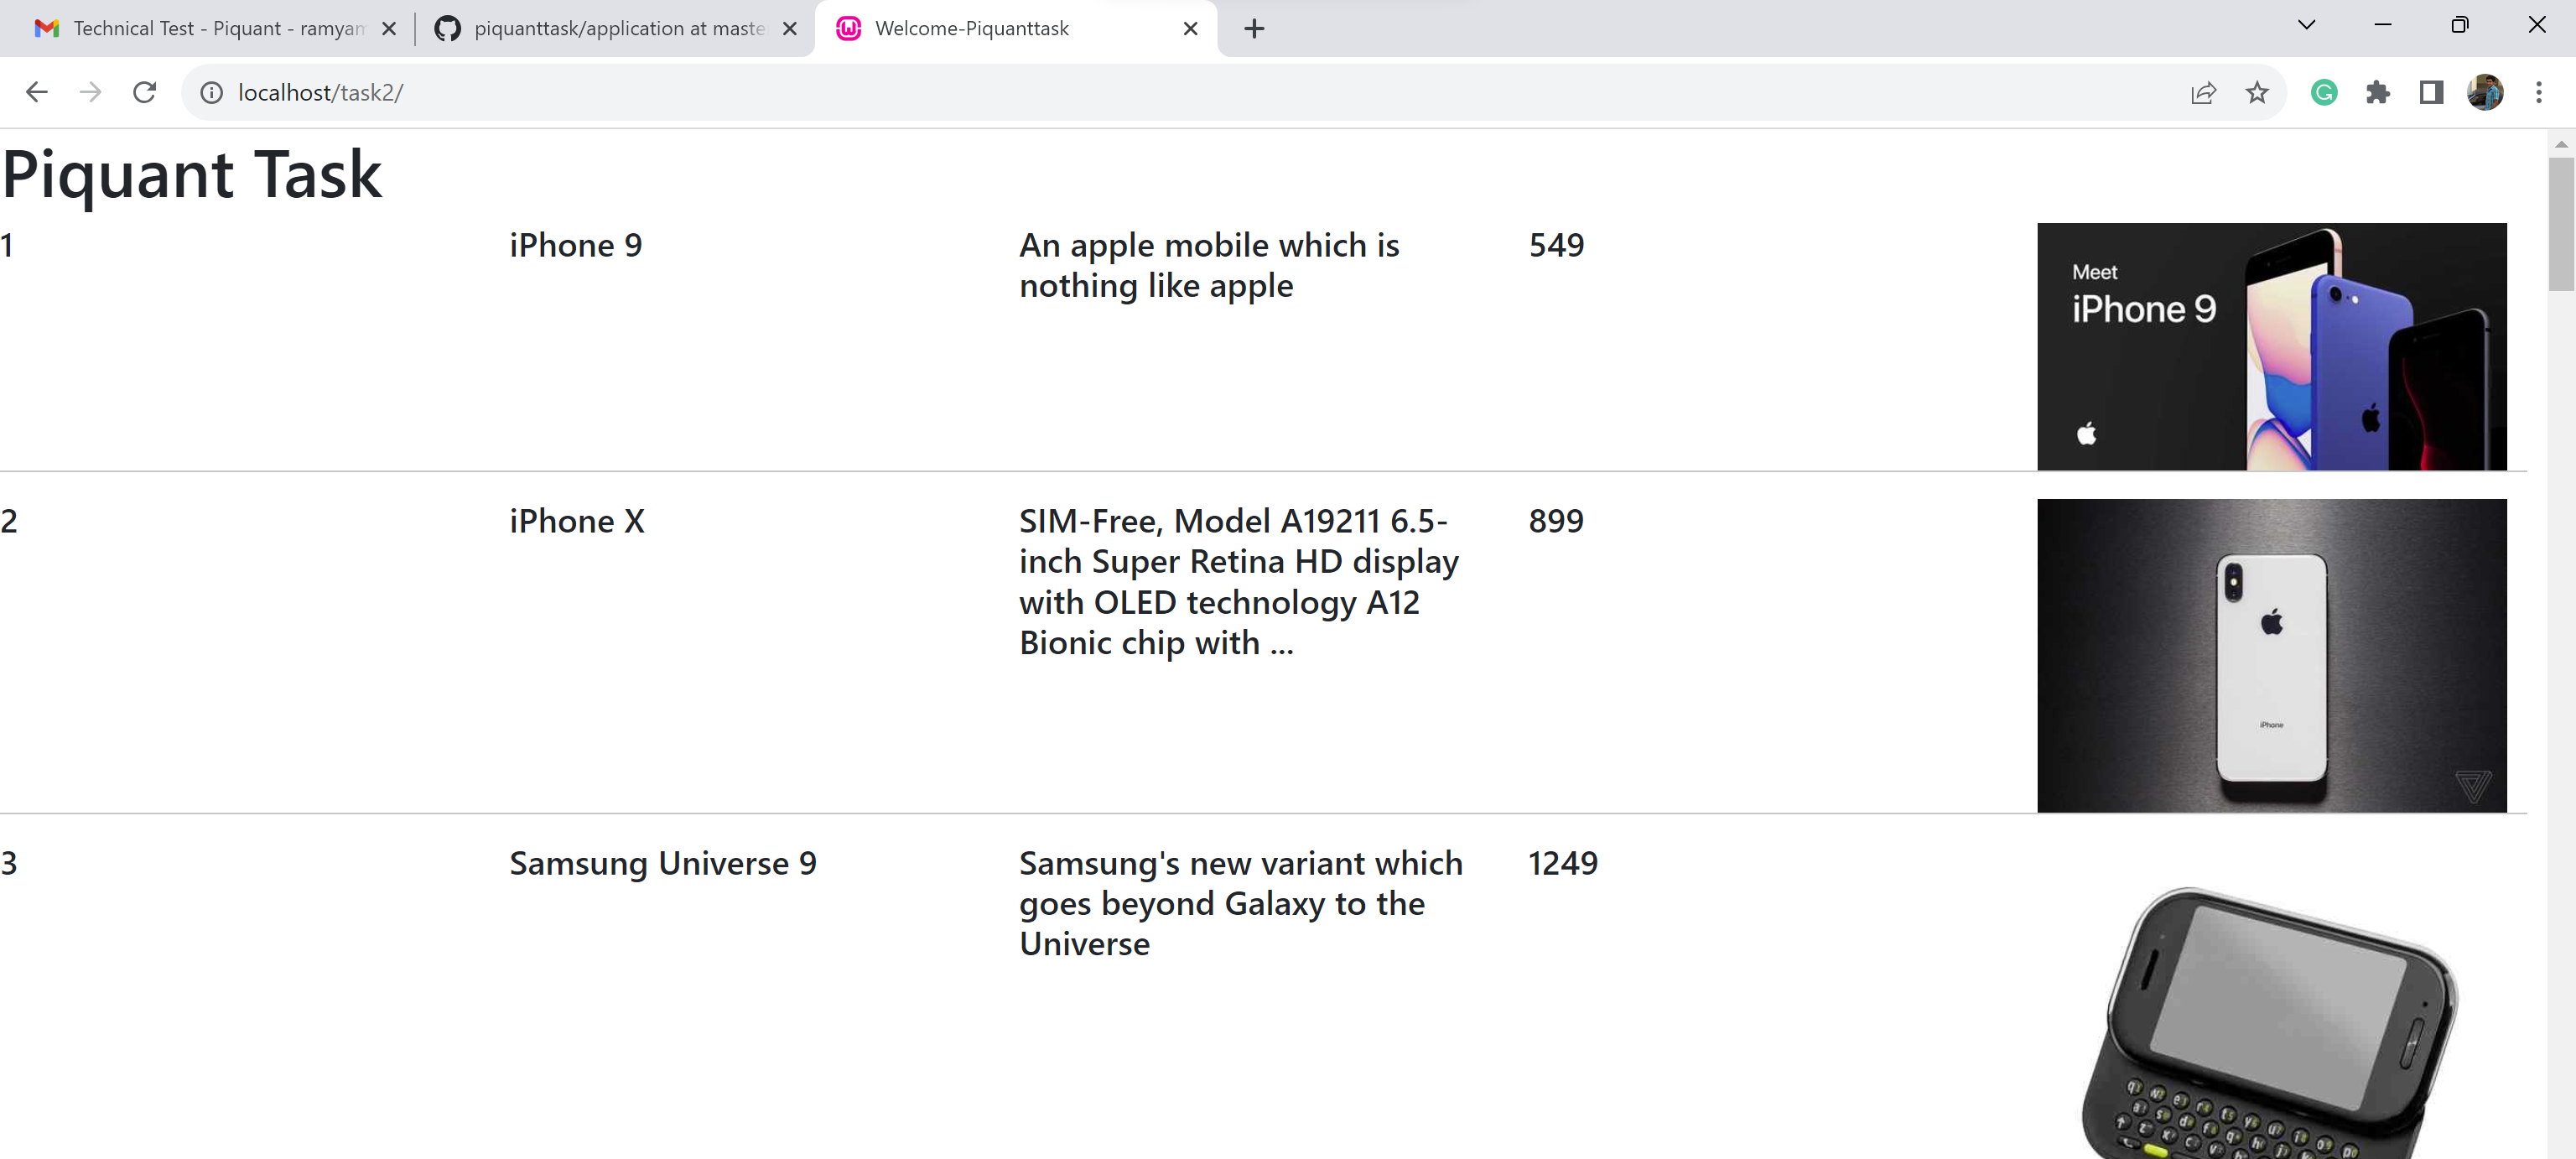 Technical Test - Piquant - ramyam
piquanttask/application at maste
Welcome-Piquanttask
localhost/task2/
Piquant Task
1
iPhone 9
An apple mobile which is
nothing like apple
549
Meet
iPhone 9
2
iPhone X
SIM-Free, Model A19211 6.5-
inch Super Retina HD display
with OLED technology A12
Bionic chip with ...
899
iPhone
3
Samsung Universe 9
Samsung's new variant which
goes beyond Galaxy to the
Universe
1249